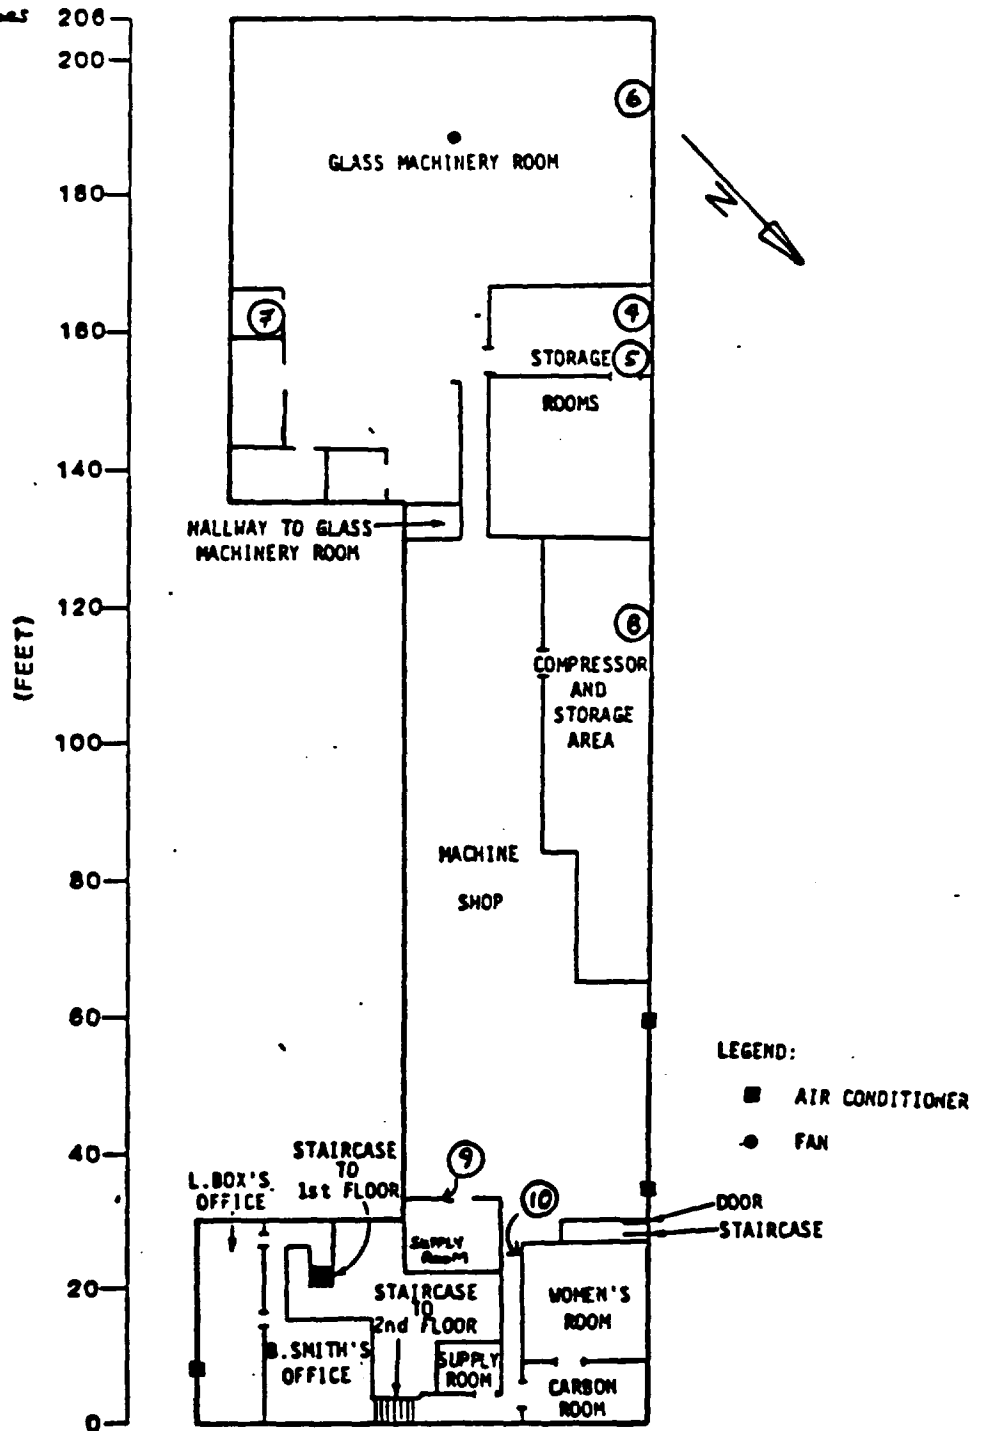 206
200
6
GLASS MACHINERY ROOM
N
180
4
7
160
STORAGE 5
ROOMS
140
HALLWAY TO GLASS
MACHINERY ROOM
120
8
(FEET)
COMPRESSOR
AND
STORAGE
AREA
100
MACHINE
80
SHOP
60
LEGEND:
AIR CONDITIONER
FAN
40
STAIRCASE
TO
1st FLOOR
9
L.BOX'S
OFFICE
10
DOOR
STAIRCASE
SUPPLY
ROOM
20
STAIRCASE
TO
2nd FLOOR
WOMEN'S
ROOM
B.SMITH'S
OFFICE
SUPPLY
ROOM
CARBON
ROOM
0